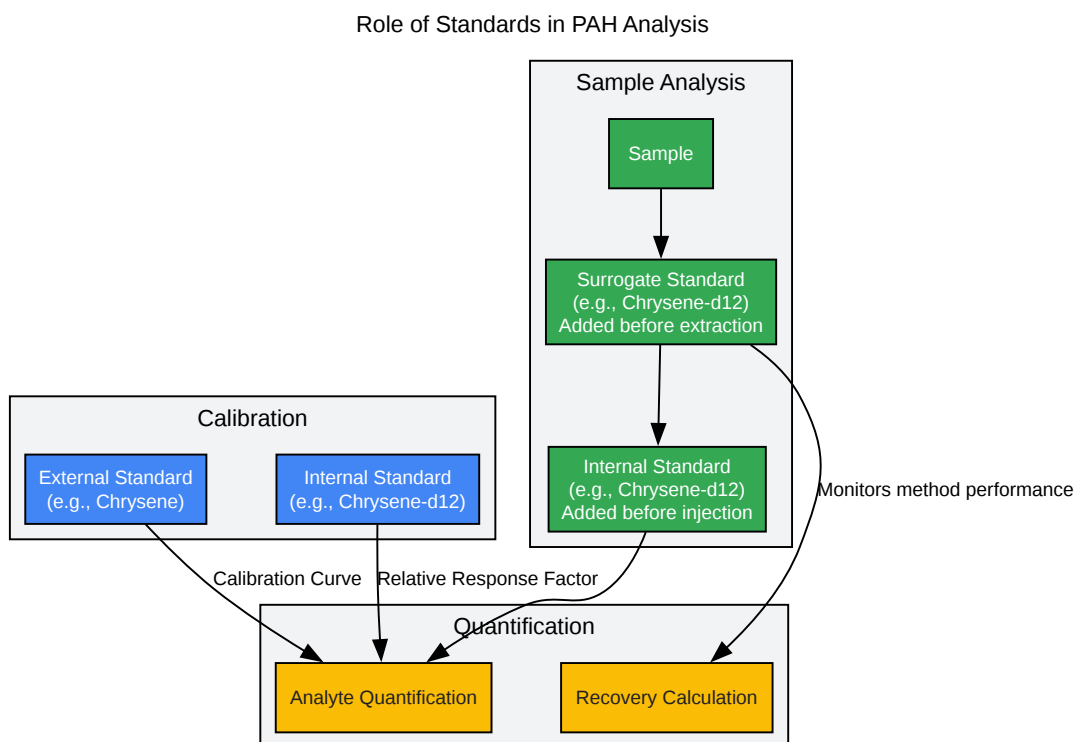 Role of Standards in PAH Analysis
Sample Analysis
Sample
Surrogate Standard
(e.g., Chrysene-d12)
Added before extraction
Calibration
External Standard
(e.g., Chrysene)
Internal Standard
(e.g., Chrysene-d12)
Internal Standard
(e.g., Chrysene-d12)
Added before injection
Monitors method performance
Calibration Curve
Relative Response Factor
Quantification
Analyte Quantification
Recovery Calculation